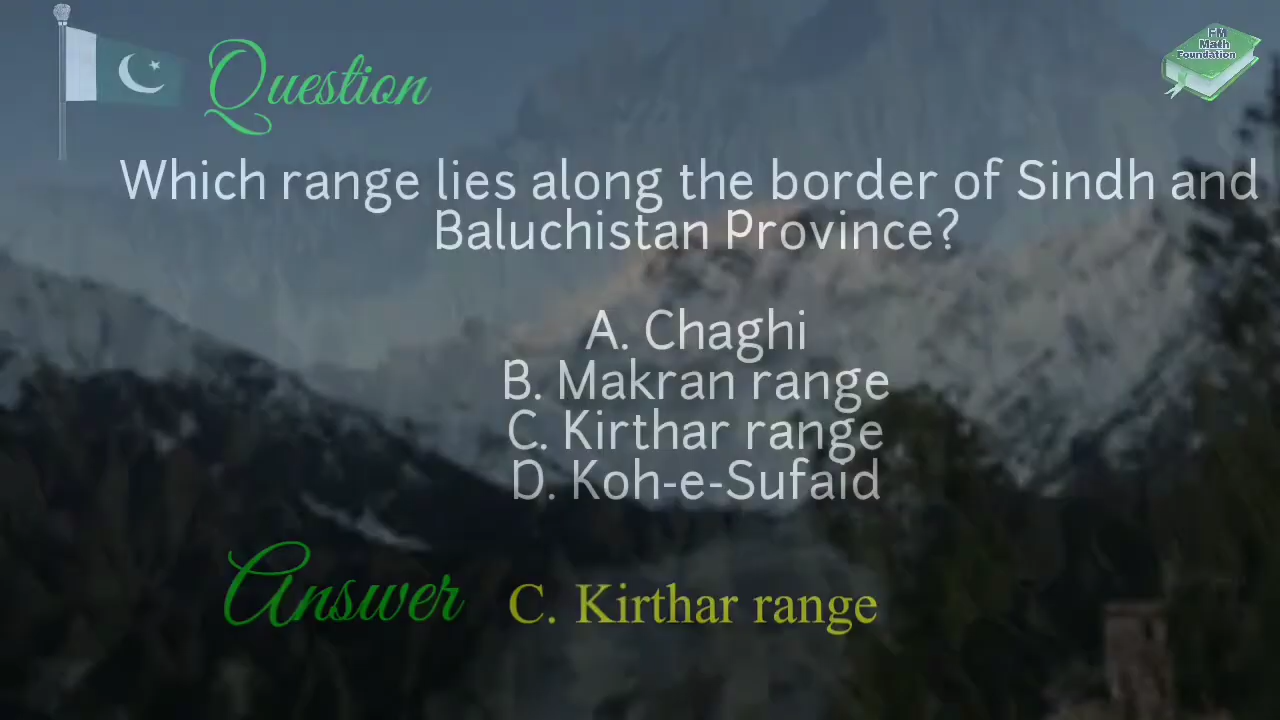 FM
Math
Foundation
Question
Which range lies along the border of Sindh and
Baluchistan Province?
A. Chaghi
B. Makran range
C. Kirthar range
D. Koh-e-Sufaid
Answer C. Kirthar range